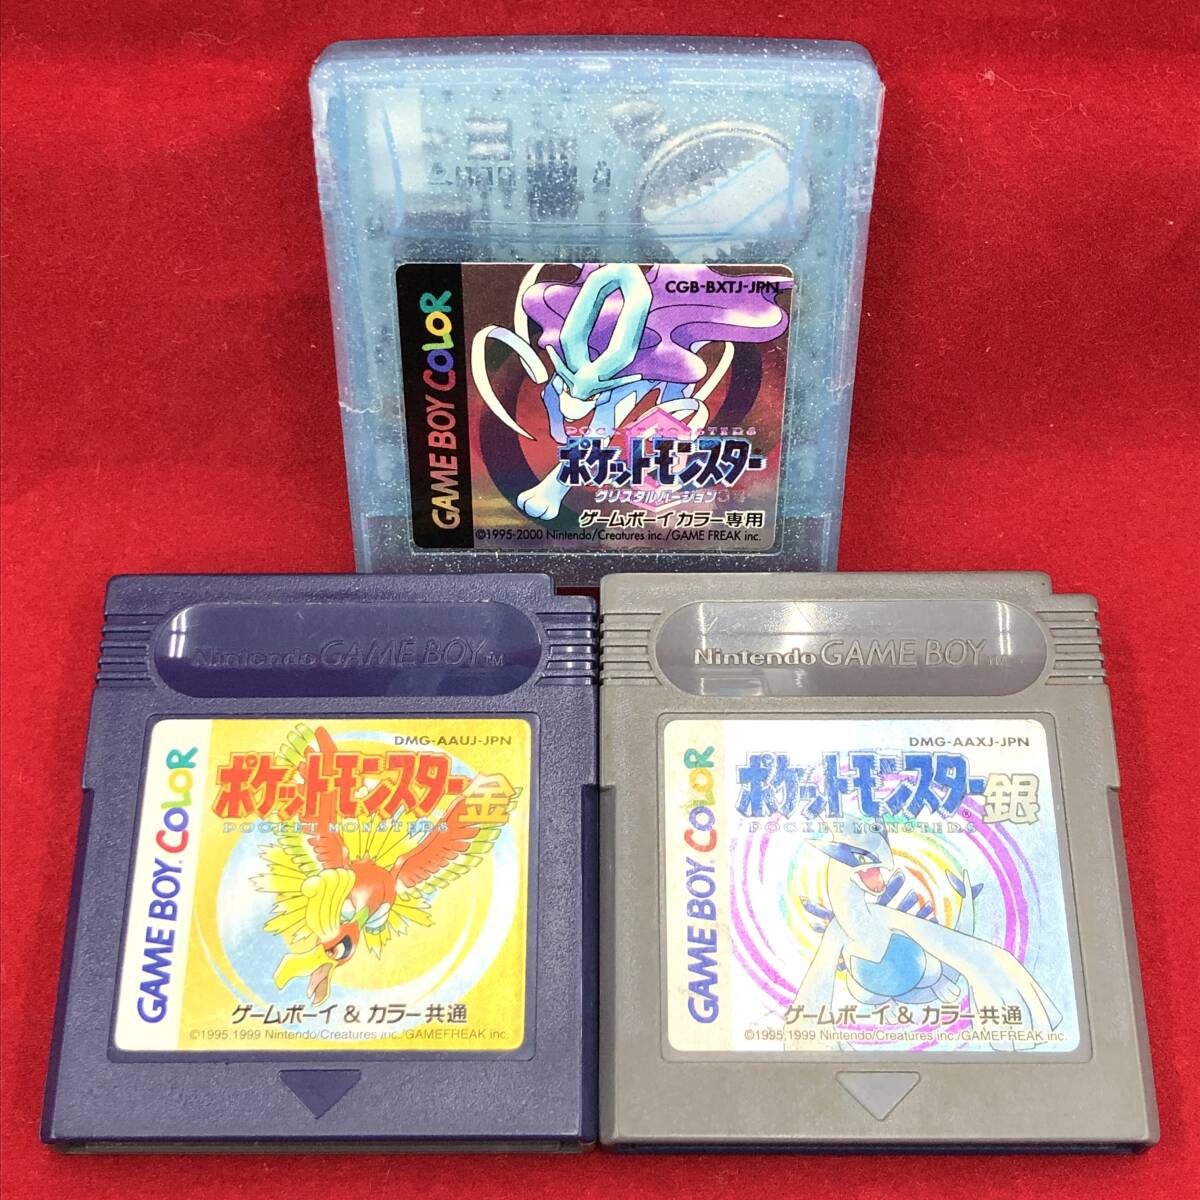 CGB-BXTJ-JPN
GAME BOY COLOR
POCKET MONSTERS
ポケットモンスター
クリスタルバージョン
ゲームボーイカラー専用
©1995-2000 Nintendo/Creatures inc./GAME FREAK inc.
Nintendo GAME BOY TM
DMG-AAUJ-JPN
GAME BOY COLOR
ポケットモンスター金
POCKET MONSTERS
ゲームボーイ & カラー共通
©1995,1999 Nintendo/Creatures inc./GAMEFREAK inc.
Nintendo GAME BOY TM
DMG-AAXJ-JPN
GAME BOY COLOR
ポケットモンスター銀
POCKET MONSTERS
ゲームボーイ & カラー共通
©1995,1999 Nintendo/Creatures inc./GAMEFREAK inc.